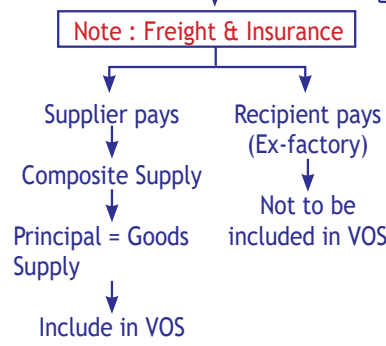 Note : Freight & Insurance
Supplier pays
Composite Supply
Principal = Goods
Supply
Include in VOS
Recipient pays
(Ex-factory)
Not to be
included in VOS